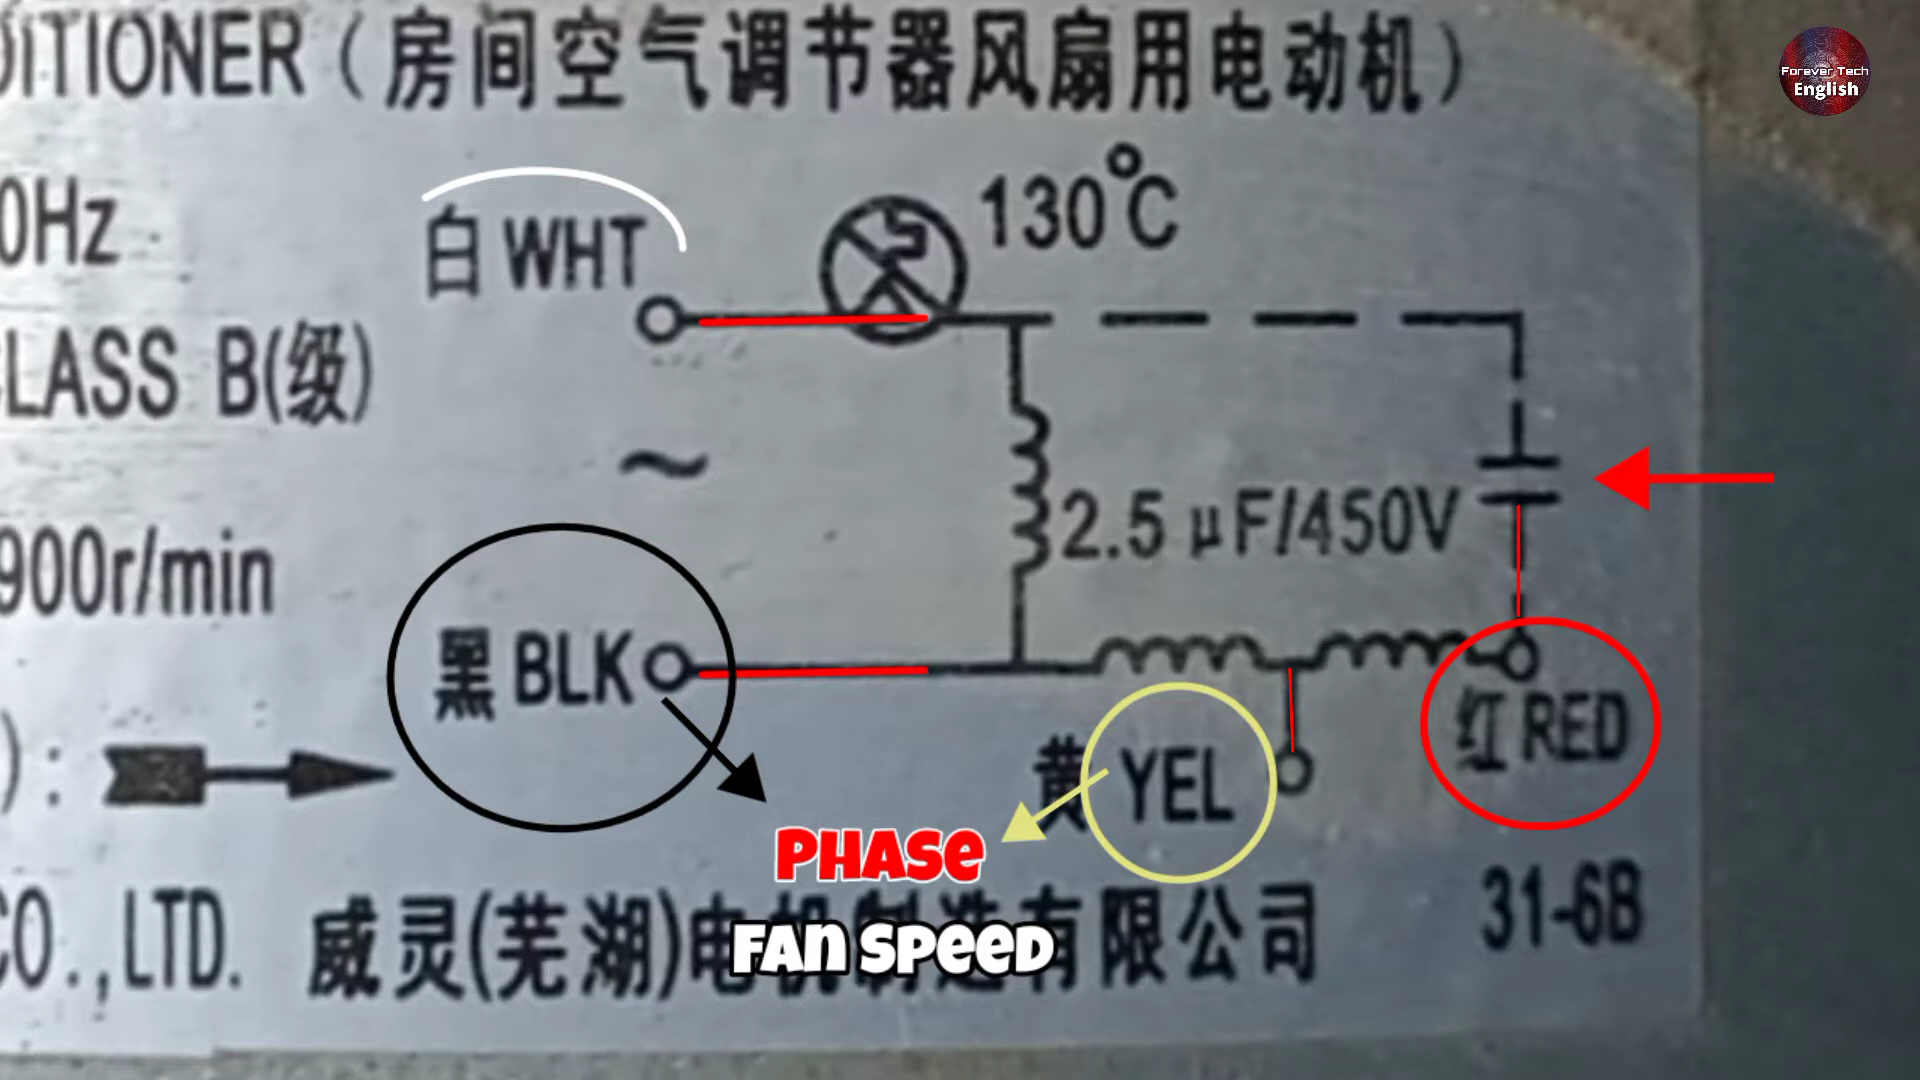 Forever Tech
English
DITIONER (房间空气调节器风扇用电动机)
130°C
0Hz
白 WHT
CLASS B(级)
~
2.5 μF/450V
900r/min
黑 BLK
红 RED
黄 YEL
) :
PHASE
31-6B
CO.,LTD. 威灵(芜湖)电机制造有限公司
FAN SPEED